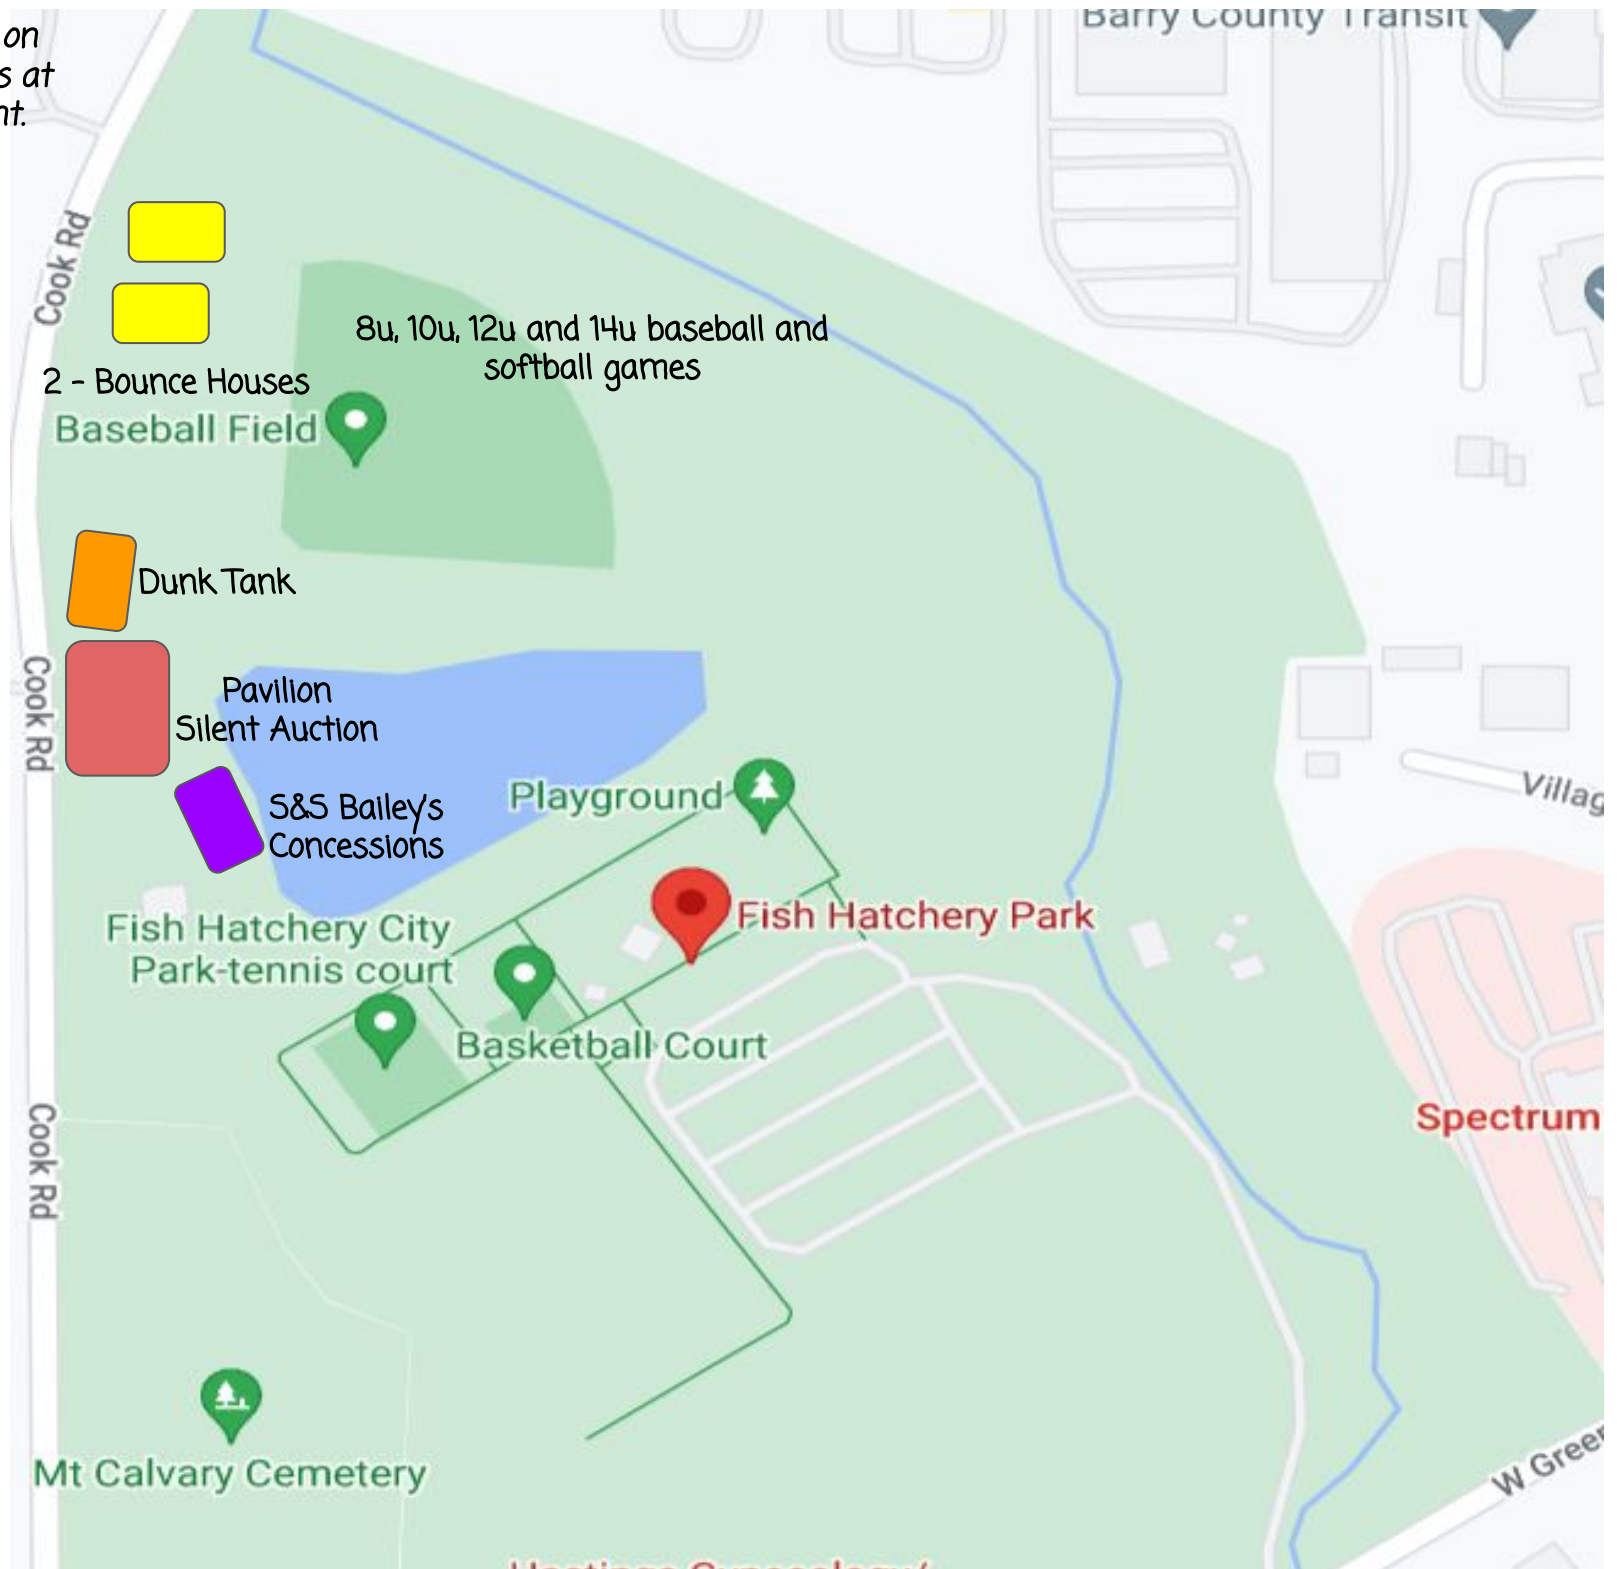 on
s at
nt.
Barry County Transit
Cook Rd
8u, 10u, 12u and 14u baseball and
softball games
2 - Bounce Houses
Baseball Field
Dunk Tank
Cook Rd
Pavilion
Silent Auction
Playground
S&S Bailey's
Concessions
Villag
Fish Hatchery Park
Fish Hatchery City
Park-tennis court
Basketball Court
Spectrum
Cook Rd
Mt Calvary Cemetery
W Green